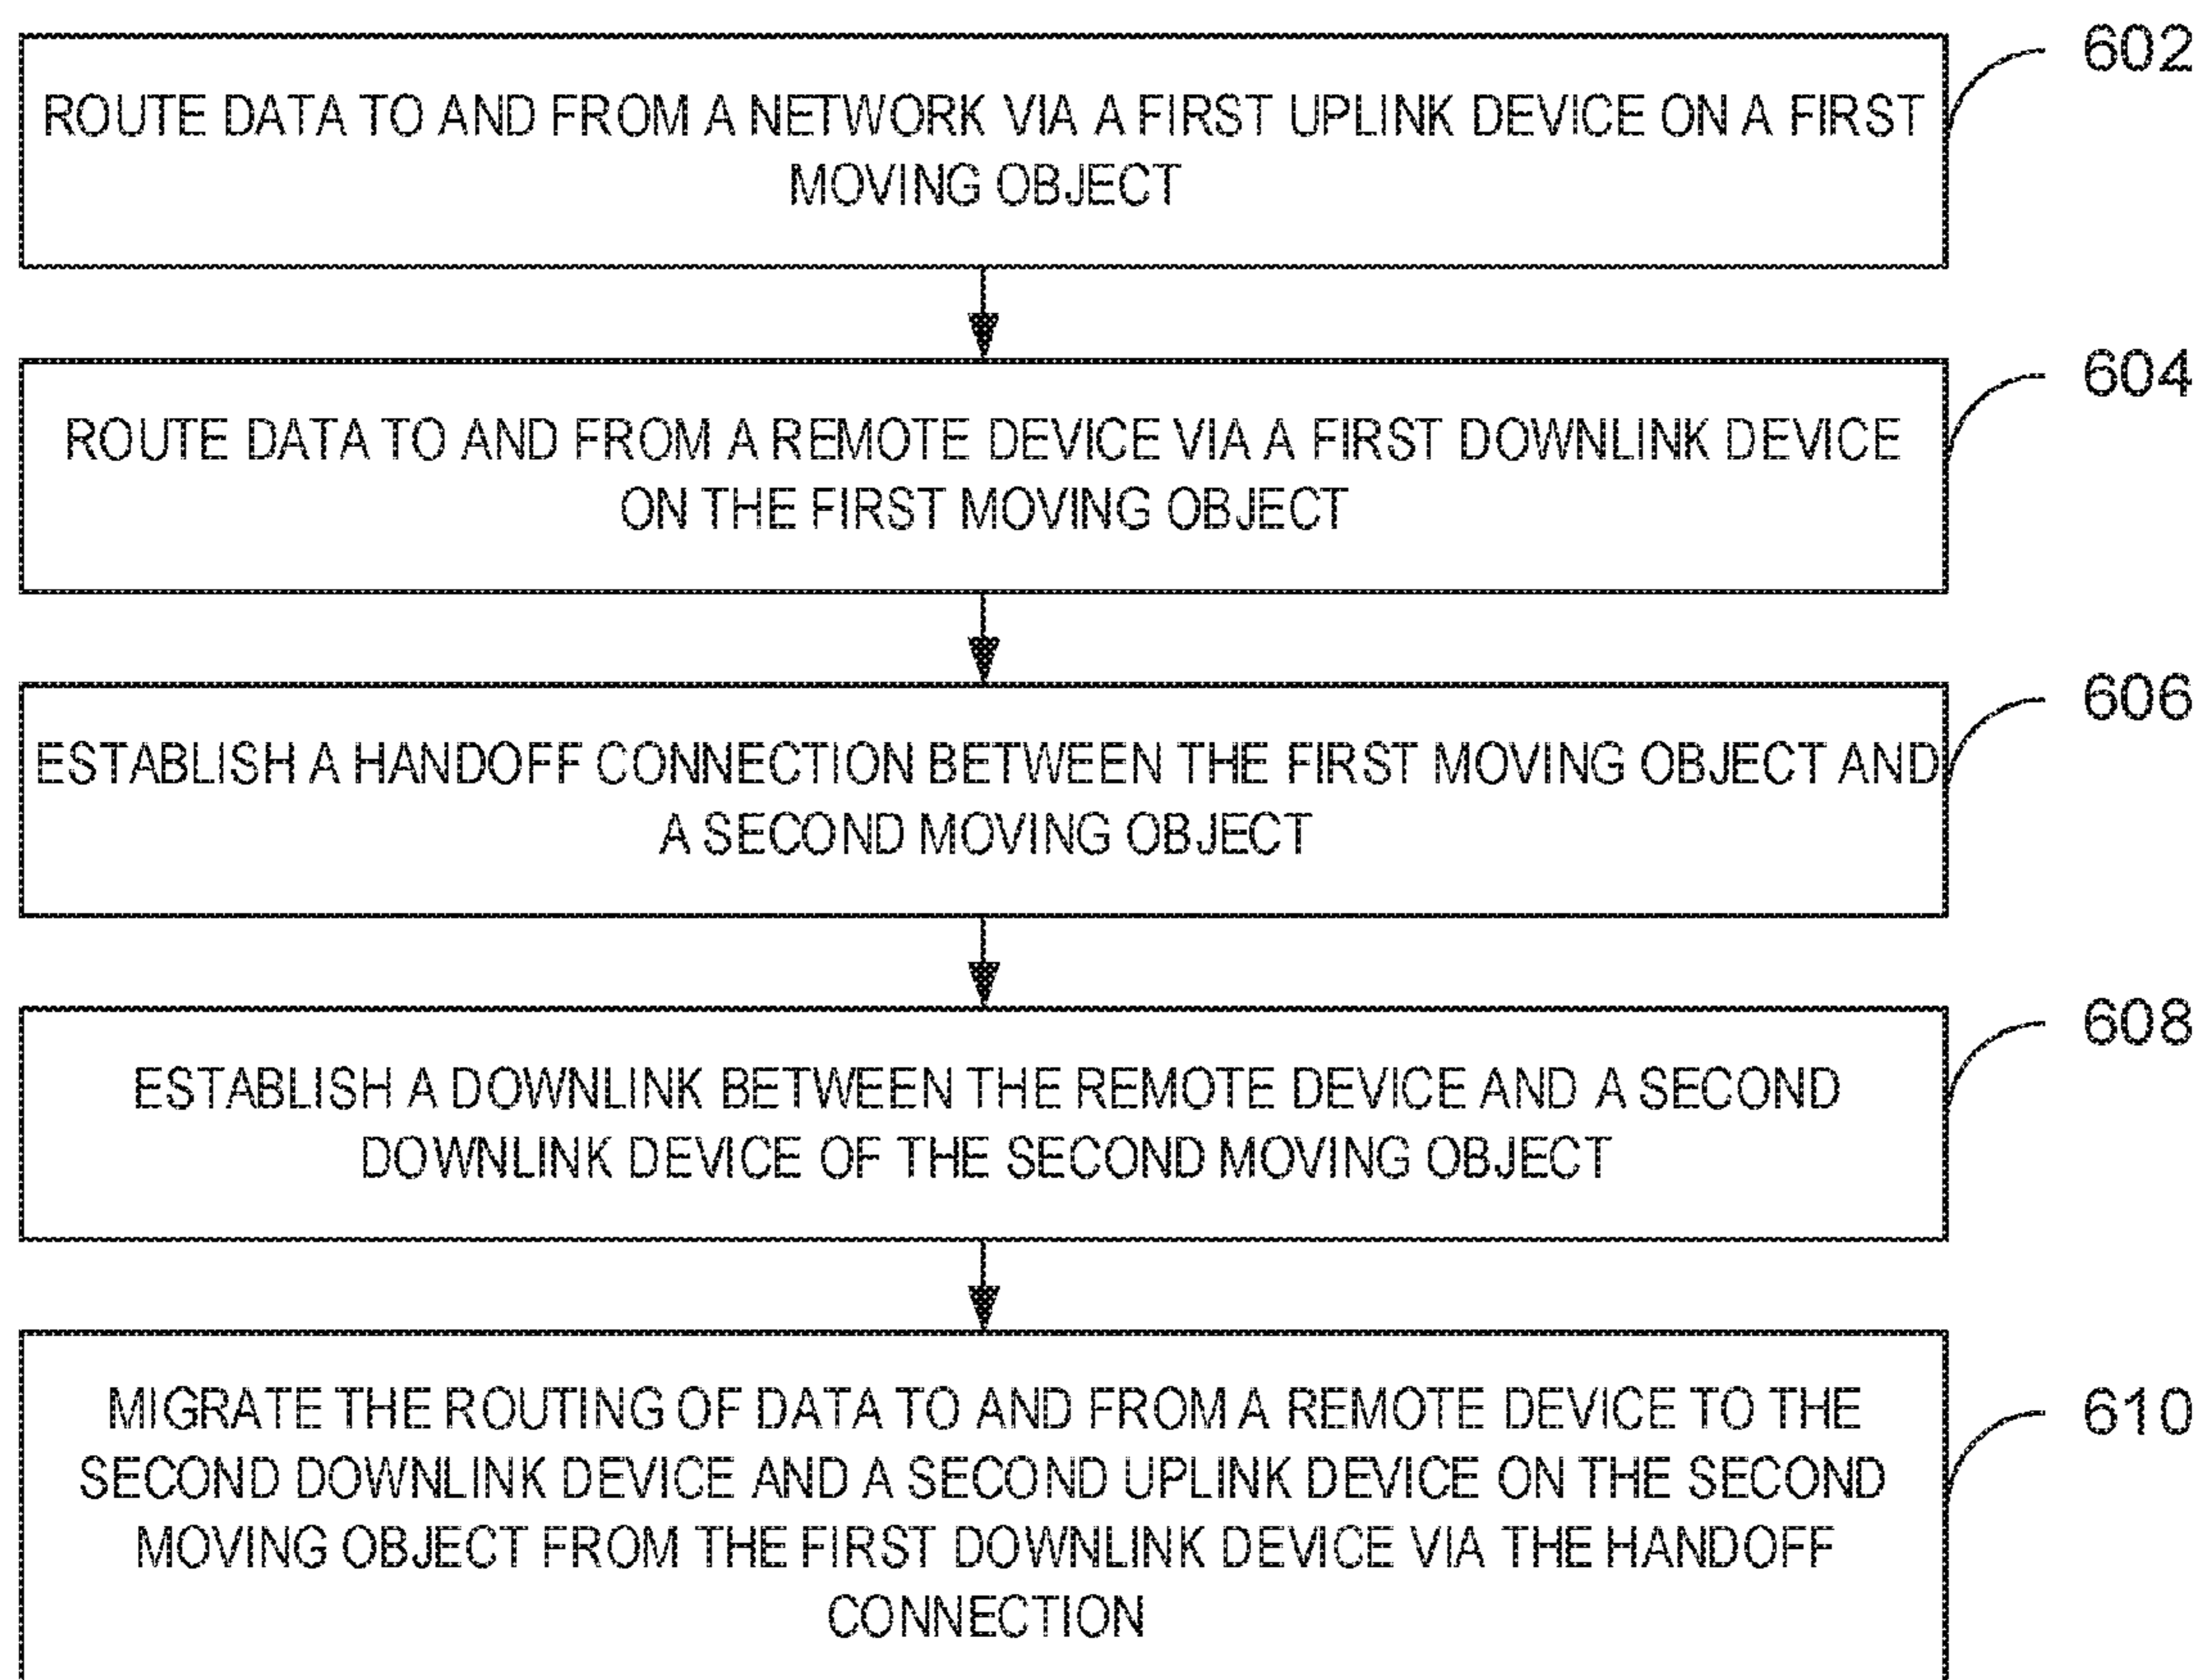 602
ROUTE DATA TO AND FROM A NETWORK VIA A FIRST UPLINK DEVICE ON A FIRST
MOVING OBJECT
604
ROUTE DATA TO AND FROM A REMOTE DEVICE VIA A FIRST DOWNLINK DEVICE
ON THE FIRST MOVING OBJECT
606
ESTABLISH A HANDOFF CONNECTION BETWEEN THE FIRST MOVING OBJECT AND
A SECOND MOVING OBJECT
608
ESTABLISH A DOWNLINK BETWEEN THE REMOTE DEVICE AND A SECOND
DOWNLINK DEVICE OF THE SECOND MOVING OBJECT
610
MIGRATE THE ROUTING OF DATA TO AND FROM A REMOTE DEVICE TO THE
SECOND DOWNLINK DEVICE AND A SECOND UPLINK DEVICE ON THE SECOND
MOVING OBJECT FROM THE FIRST DOWNLINK DEVICE VIA THE HANDOFF
CONNECTION